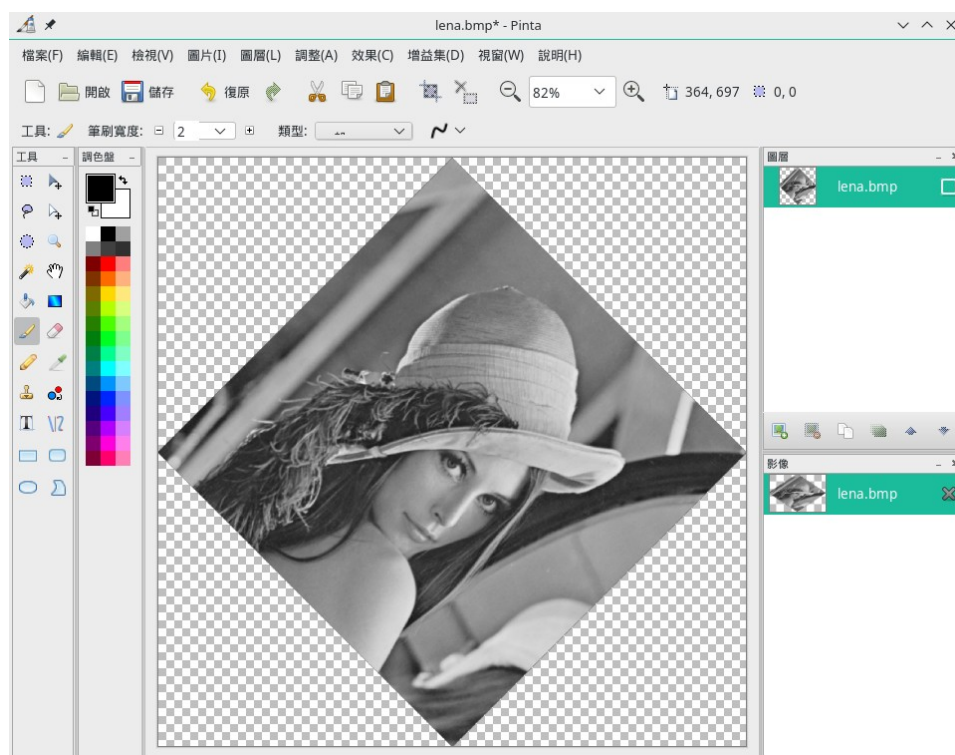 lena.bmp* - Pinta
檔案(F) 編輯(E) 檢視(V) 圖片(I) 圖層(L) 調整(A) 效果(C) 增益集(D) 視窗(W) 說明(H)
開啟 儲存 復原 82% 364, 697 0, 0
工具: 筆刷寬度: 2 類型:
工具 調色盤 圖層
lena.bmp
影像
lena.bmp